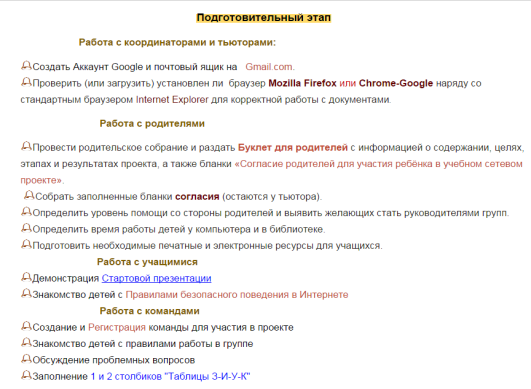 Подготовительный этап
Работа с координаторами и тьюторами:
Создать Аккаунт Google и почтовый ящик на Gmail.com.
Проверить (или загрузить) установлен ли браузер Mozilla Firefox или Chrome-Google наряду со
стандартным браузером Internet Explorer для корректной работы с документами.
Работа с родителями
Провести родительское собрание и раздать Буклет для родителей с информацией о содержании, целях,
этапах и результатах проекта, а также бланки «Согласие родителей для участия ребёнка в учебном сетевом
проекте».
Собрать заполненные бланки согласия (остаются у тьютора).
Определить уровень помощи со стороны родителей и выявить желающих стать руководителями групп.
Определить время работы детей у компьютера и в библиотеке.
Подготовить необходимые печатные и электронные ресурсы для учащихся.
Работа с учащимися
Демонстрация Стартовой презентации
Знакомство детей с Правилами безопасного поведения в Интернете
Работа с командами
Создание и Регистрация команды для участия в проекте
Знакомство детей с правилами работы в группе
Обсуждение проблемных вопросов
Заполнение 1 и 2 столбиков "Таблицы З-И-У-К"